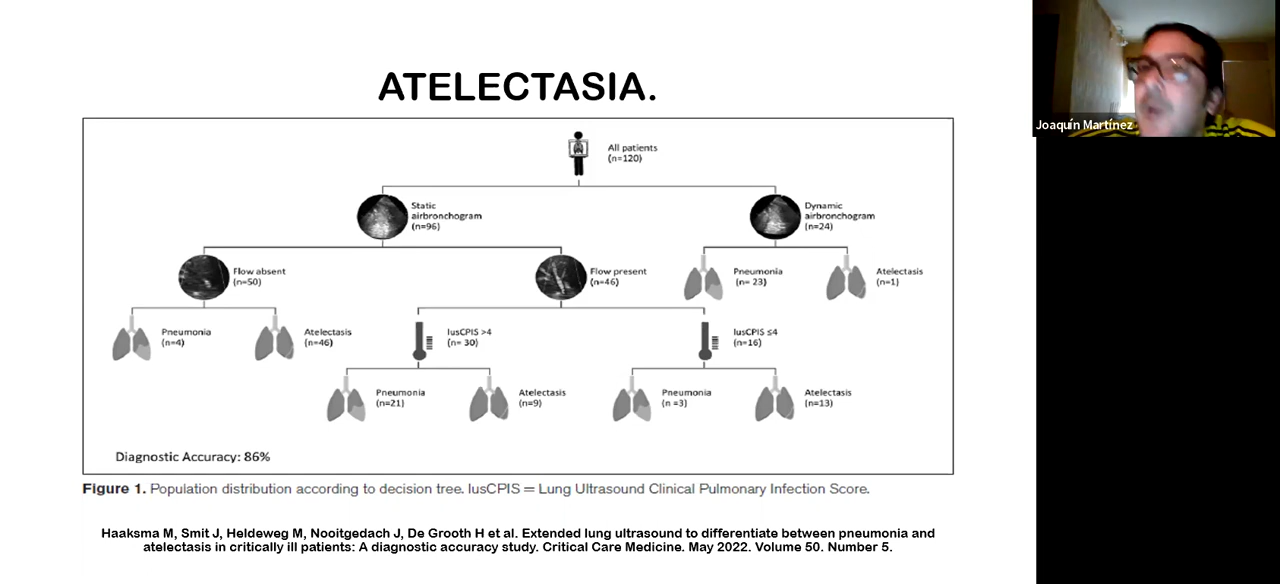 ATELECTASIA.
Joaquín Martínez
All patients
(n=120)
Static
airbronchogram
(n=96)
Dynamic
airbronchogram
(n=24)
Flow absent
(n=50)
Flow present
(n=46)
Pneumonia
(n= 23)
Atelectasis
(n=1)
Pneumonia
(n=4)
Atelectasis
(n=46)
lusCPIS >4
(n= 30)
lusCPIS ≤4
(n=16)
Pneumonia
(n=21)
Atelectasis
(n=9)
Pneumonia
(n =3)
Atelectasis
(n=13)
Diagnostic Accuracy: 86%
Figure 1. Population distribution according to decision tree. lusCPIS = Lung Ultrasound Clinical Pulmonary Infection Score.
Haaksma M, Smit J, Heldeweg M, Nooitgedach J, De Grooth H et al. Extended lung ultrasound to differentiate between pneumonia and
atelectasis in critically ill patients: A diagnostic accuracy study. Critical Care Medicine. May 2022. Volume 50. Number 5.